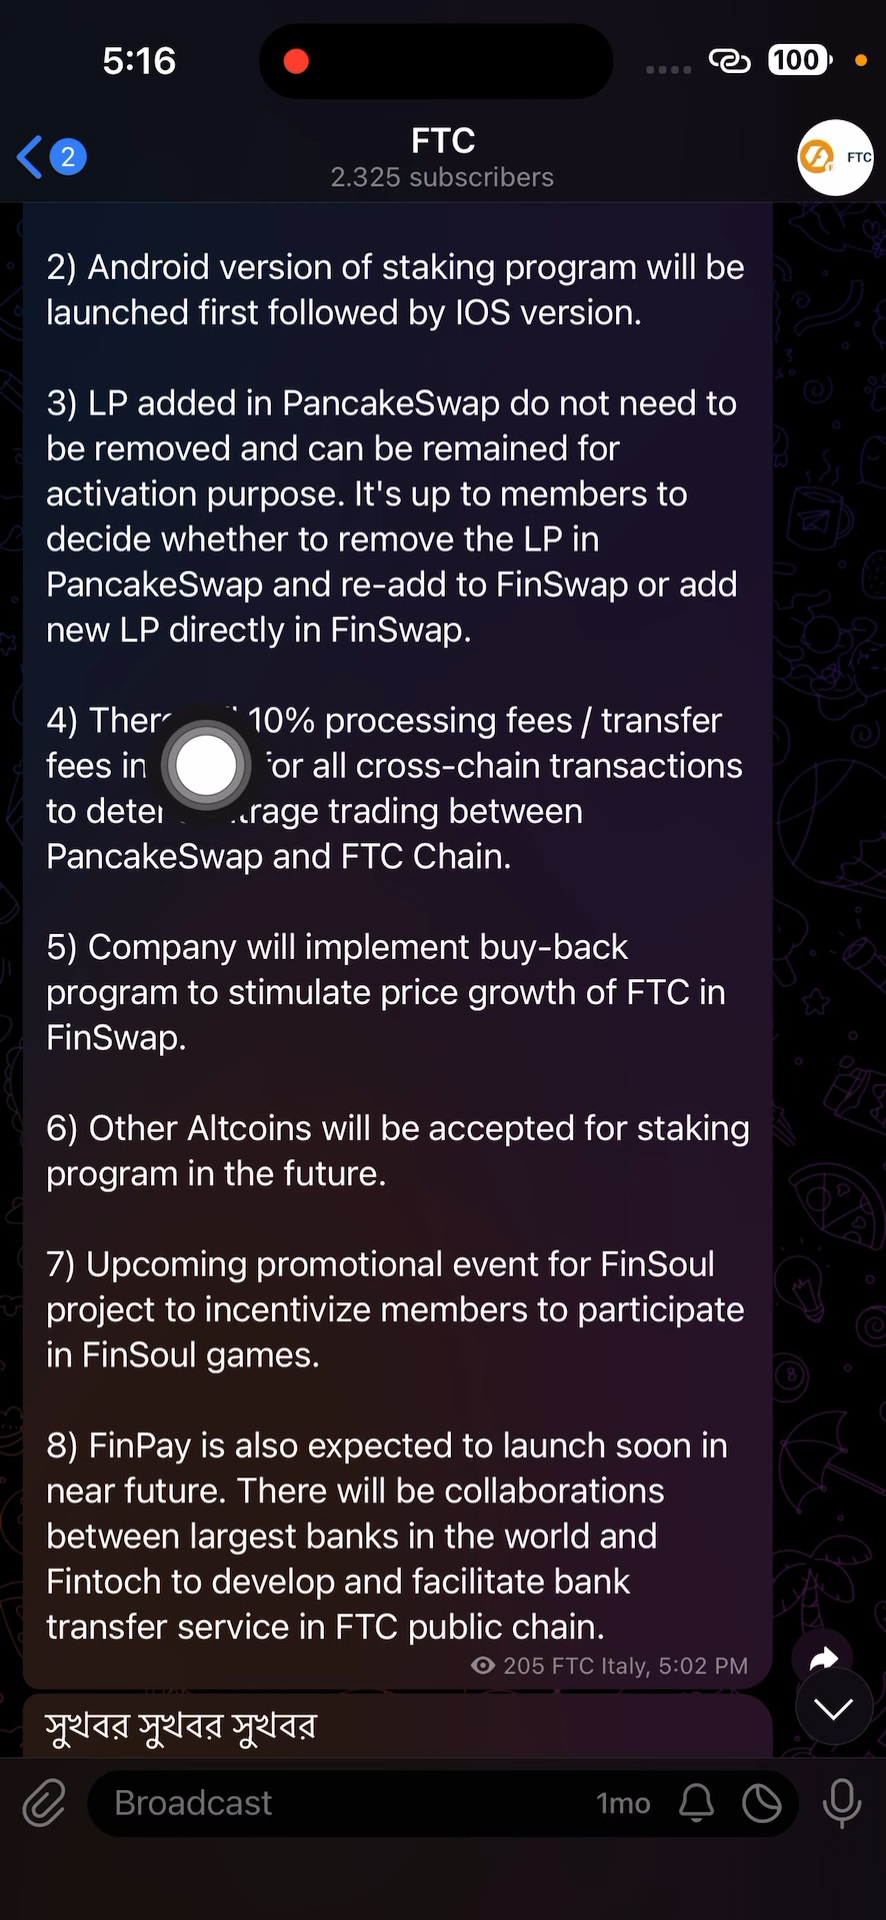 5:16
100
2
FTC
2.325 subscribers
FTC
2) Android version of staking program will be
launched first followed by IOS version.
3) LP added in PancakeSwap do not need to
be removed and can be remained for
activation purpose. It's up to members to
decide whether to remove the LP in
PancakeSwap and re-add to FinSwap or add
new LP directly in FinSwap.
4) 10% processing fees / transfer
fees in for all cross-chain transactions
to deter trading between
PancakeSwap and FTC Chain.
5) Company will implement buy-back
program to stimulate price growth of FTC in
FinSwap.
6) Other Altcoins will be accepted for staking
program in the future.
7) Upcoming promotional event for FinSoul
project to incentivize members to participate
in FinSoul games.
8) FinPay is also expected to launch soon in
near future. There will be collaborations
between largest banks in the world and
Fintoch to develop and facilitate bank
transfer service in FTC public chain.
205 FTC Italy, 5:02 PM
সুখবর সুখবর সুখবর
Broadcast 1mo